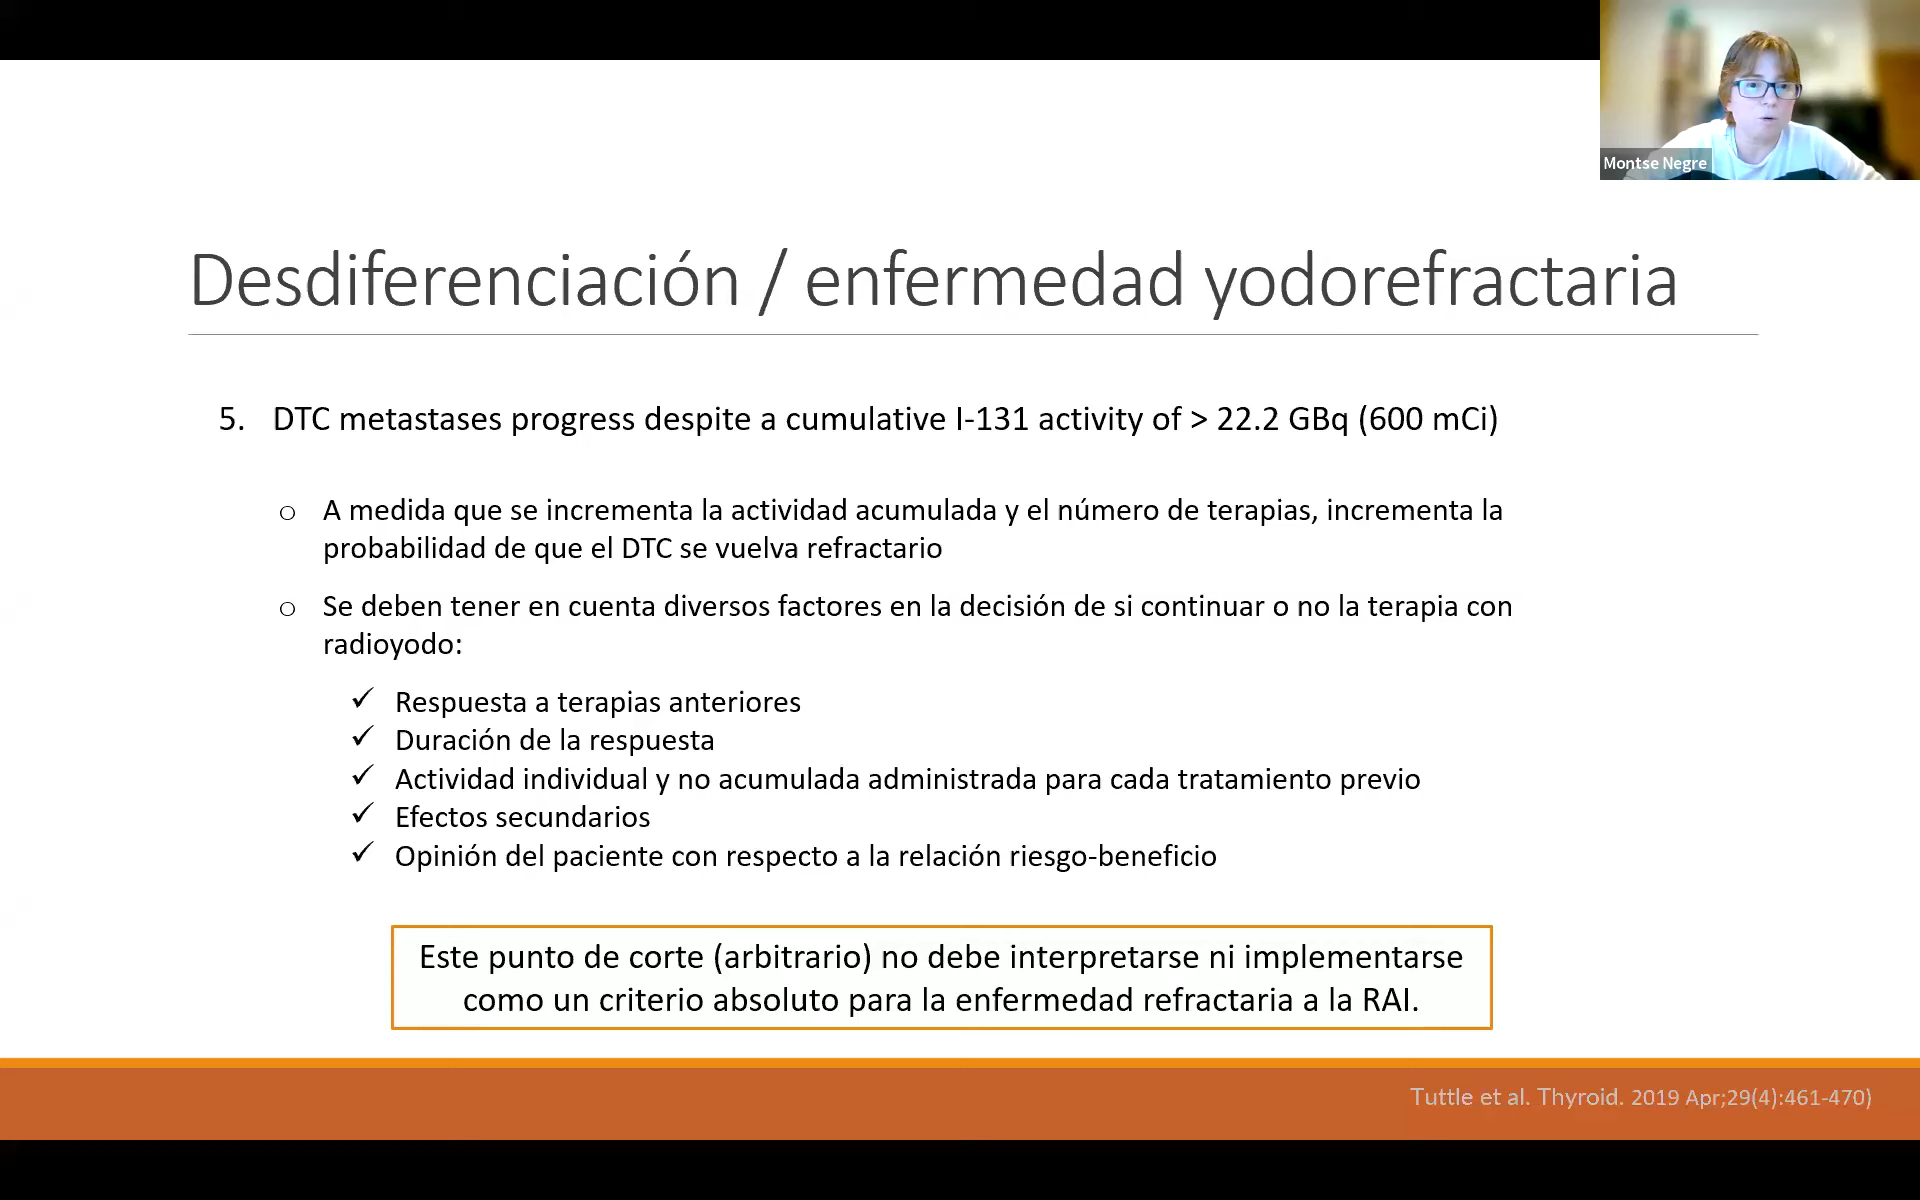 Montse Negre
Desdiferenciación / enfermedad yodorefractaria
5. DTC metastases progress despite a cumulative I-131 activity of > 22.2 GBq (600 mCi)
o A medida que se incrementa la actividad acumulada y el número de terapias, incrementa la
probabilidad de que el DTC se vuelva refractario
o Se deben tener en cuenta diversos factores en la decisión de si continuar o no la terapia con
radioyodo:
✓ Respuesta a terapias anteriores
✓ Duración de la respuesta
✓ Actividad individual y no acumulada administrada para cada tratamiento previo
✓ Efectos secundarios
✓ Opinión del paciente con respecto a la relación riesgo-beneficio
Este punto de corte (arbitrario) no debe interpretarse ni implementarse
como un criterio absoluto para la enfermedad refractaria a la RAI.
Tuttle et al. Thyroid. 2019 Apr;29(4):461-470)